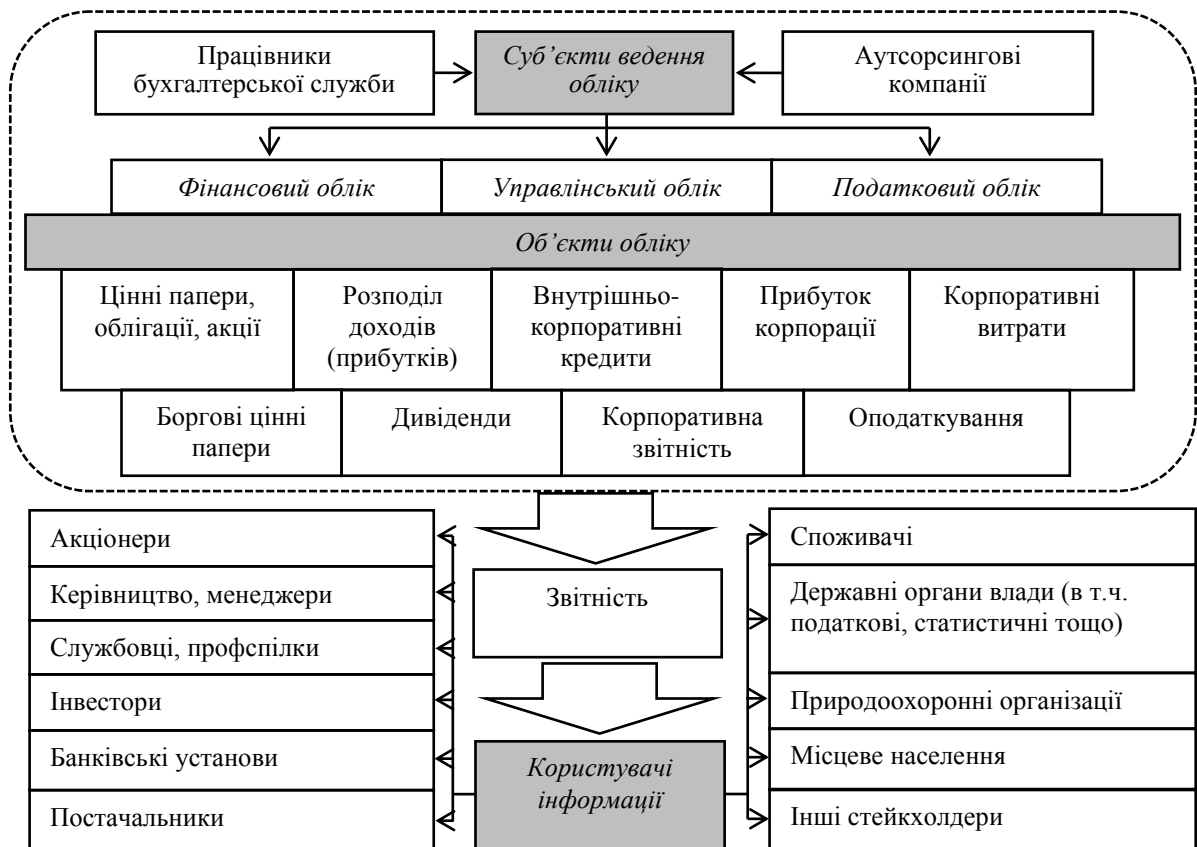 Працівники
бухгалтерської служби
Суб’єкти ведення
обліку
Аутсорсингові
компанії
Фінансовий облік
Управлінський облік
Податковий облік
Об’єкти обліку
Цінні папери,
облігації, акції
Розподіл
доходів
(прибутків)
Внутрішньо-
корпоративні
кредити
Прибуток
корпорації
Корпоративні
витрати
Боргові цінні
папери
Дивіденди
Корпоративна
звітність
Оподаткування
Акціонери
Керівництво, менеджери
Службовці, профспілки
Інвестори
Банківські установи
Постачальники
Звітність
Користувачі
інформації
Споживачі
Державні органи влади (в т.ч.
податкові, статистичні тощо)
Природоохоронні організації
Місцеве населення
Інші стейкхолдери